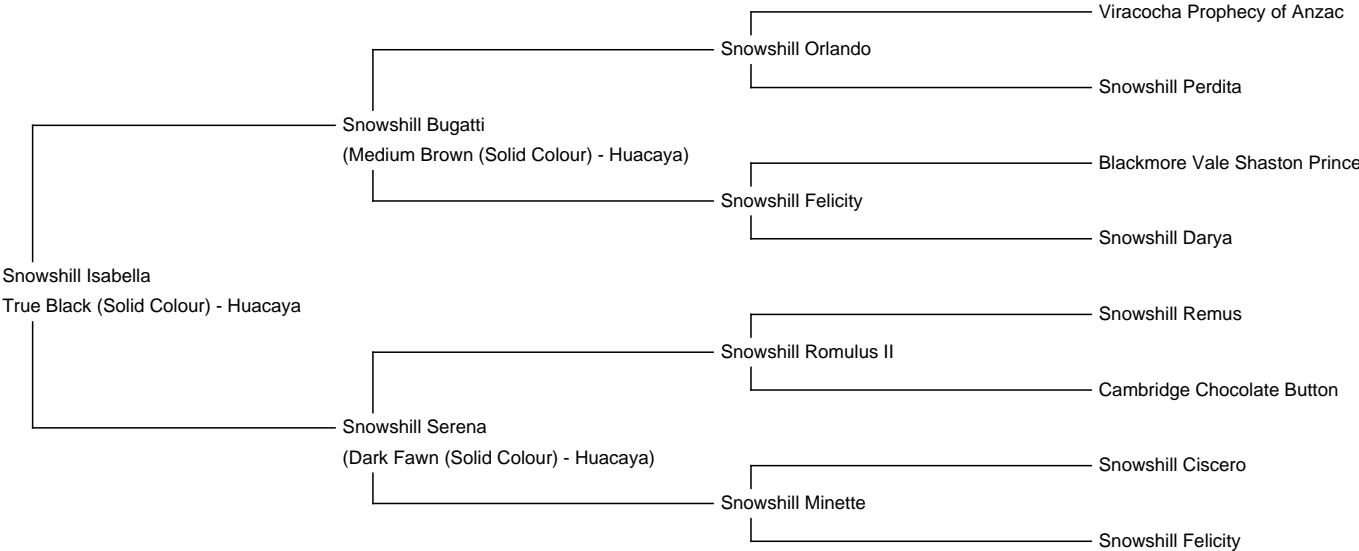 Viracocha Prophecy of Anzac
Snowshill Orlando
Snowshill Perdita
Snowshill Bugatti
(Medium Brown (Solid Colour) - Huacaya)
Blackmore Vale Shaston Prince
Snowshill Felicity
Snowshill Darya
Snowshill Isabella
True Black (Solid Colour) - Huacaya
Snowshill Remus
Snowshill Romulus II
Cambridge Chocolate Button
Snowshill Serena
(Dark Fawn (Solid Colour) - Huacaya)
Snowshill Ciscero
Snowshill Minette
Snowshill Felicity